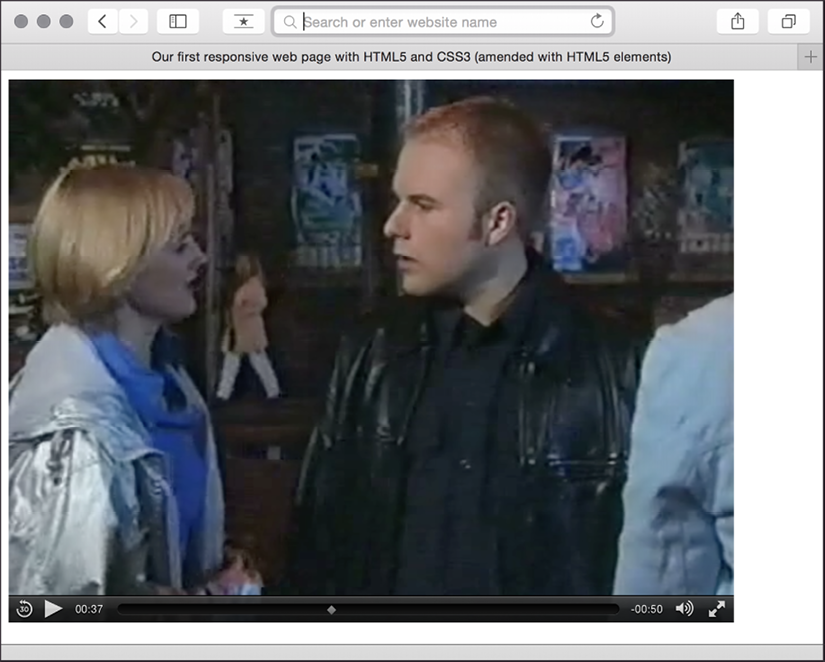 Search or enter website name
Our first responsive web page with HTML5 and CSS3 (amended with HTML5 elements)
30
00:37
-00:50